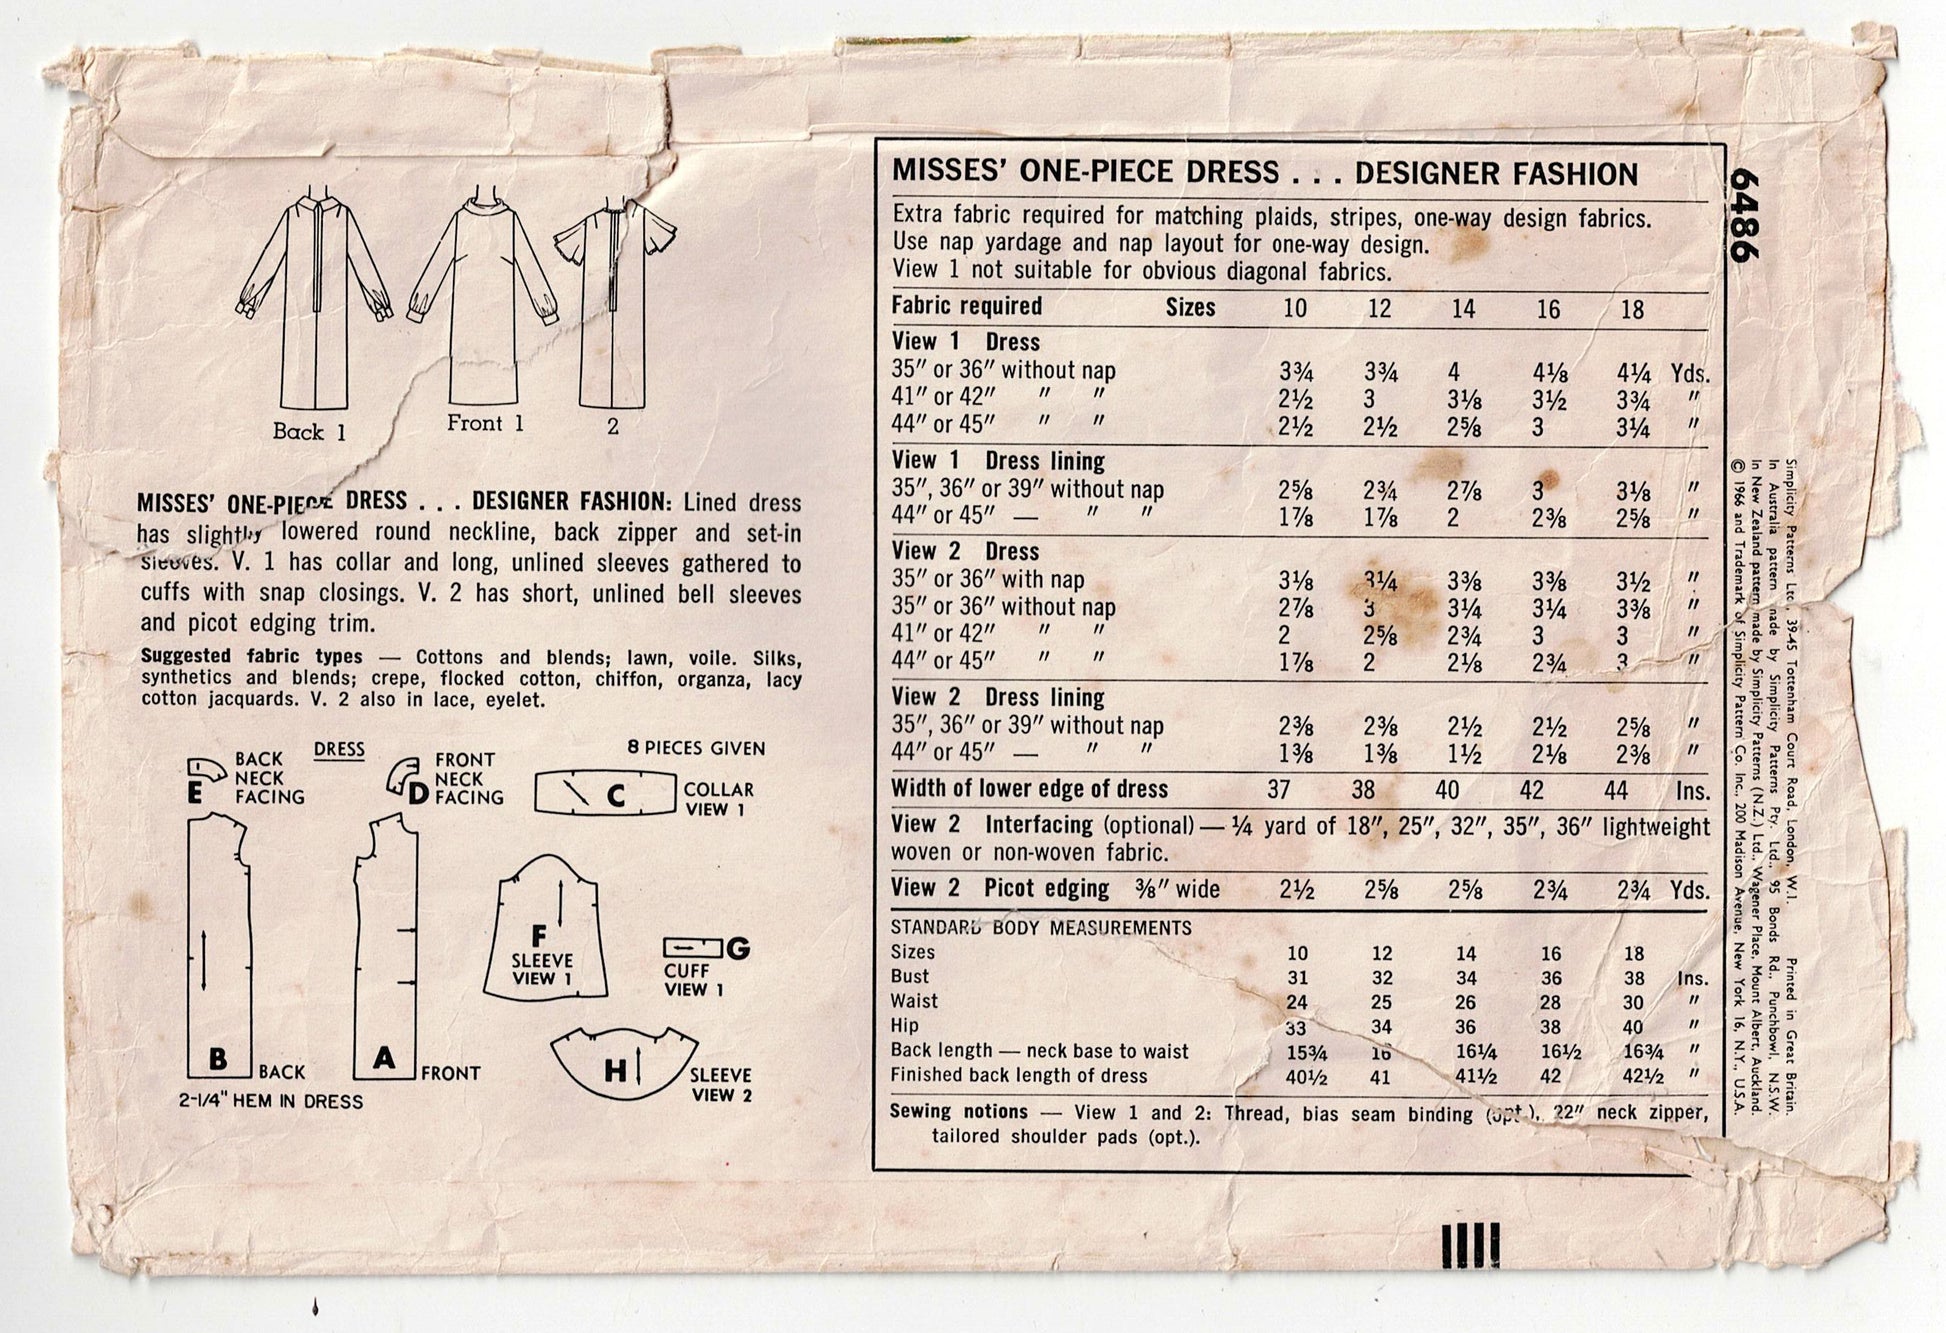 Back 1
Front 1
2
MISSES' ONE-PIECE DRESS . . . DESIGNER FASHION: Lined dress
has slightly lowered round neckline, back zipper and set-in
sleeves. V. 1 has collar and long, unlined sleeves gathered to
cuffs with snap closings. V. 2 has short, unlined bell sleeves
and picot edging trim.
Suggested fabric types — Cottons and blends; lawn, voile. Silks,
synthetics and blends; crepe, flocked cotton, chiffon, organza, lacy
cotton jacquards. V. 2 also in lace, eyelet.
DRESS
8 PIECES GIVEN
E
BACK
NECK
FACING
D
FRONT
NECK
FACING
C
COLLAR
VIEW 1
B
BACK
A
FRONT
F
SLEEVE
VIEW 1
G
CUFF
VIEW 1
H
SLEEVE
VIEW 2
2-1/4" HEM IN DRESS
MISSES' ONE-PIECE DRESS . . . DESIGNER FASHION
Extra fabric required for matching plaids, stripes, one-way design fabrics.
Use nap yardage and nap layout for one-way design.
View 1 not suitable for obvious diagonal fabrics.
Fabric required Sizes 10 12 14 16 18
View 1 Dress
35" or 36" without nap 3¾ 3¾ 4 4⅛ 4¼ Yds.
41" or 42" " " 2½ 3 3⅛ 3½ 3¾ "
44" or 45" " " 2½ 2½ 2⅝ 3 3¼ "
View 1 Dress lining
35", 36" or 39" without nap 2⅝ 2¾ 2⅞ 3 3⅛ "
44" or 45" — " " 1⅞ 1⅞ 2 2⅜ 2⅝ "
View 2 Dress
35" or 36" with nap 3⅛ 3¼ 3⅜ 3⅜ 3½ "
35" or 36" without nap 2⅞ 3 3¼ 3¼ 3⅜ "
41" or 42" " " 2 2⅝ 2¾ 3 3 "
44" or 45" " " 1⅞ 2 2⅛ 2¾ 3 "
View 2 Dress lining
35", 36" or 39" without nap 2⅜ 2⅜ 2½ 2½ 2⅝ "
44" or 45" — " " 1⅜ 1⅜ 1½ 2⅛ 2⅜ "
Width of lower edge of dress 37 38 40 42 44 Ins.
View 2 Interfacing (optional) — ¼ yard of 18", 25", 32", 35", 36" lightweight
woven or non-woven fabric.
View 2 Picot edging ⅜" wide 2½ 2⅝ 2⅝ 2¾ 2¾ Yds.
STANDARD BODY MEASUREMENTS
Sizes 10 12 14 16 18
Bust 31 32 34 36 38 Ins.
Waist 24 25 26 28 30 "
Hip 33 34 36 38 40 "
Back length — neck base to waist 15¾ 16 16¼ 16½ 16¾ "
Finished back length of dress 40½ 41 41½ 42 42½ "
Sewing notions — View 1 and 2: Thread, bias seam binding (opt.), 22" neck zipper,
tailored shoulder pads (opt.).
6486
Simplicity Patterns Ltd., 39-45 Tottenham Court Road, London, W.1. Printed in Great Britain.
In Australia pattern made by Simplicity Patterns Pty. Ltd., 95 Bonds Rd., Punchbowl, N.S.W.
In New Zealand pattern made by Simplicity Patterns (N.Z.) Ltd., Wagener Place, Mount Albert, Auckland.
© 1966 and Trademark of Simplicity Pattern Co. Inc., 200 Madison Avenue, New York 16, N.Y., U.S.A.